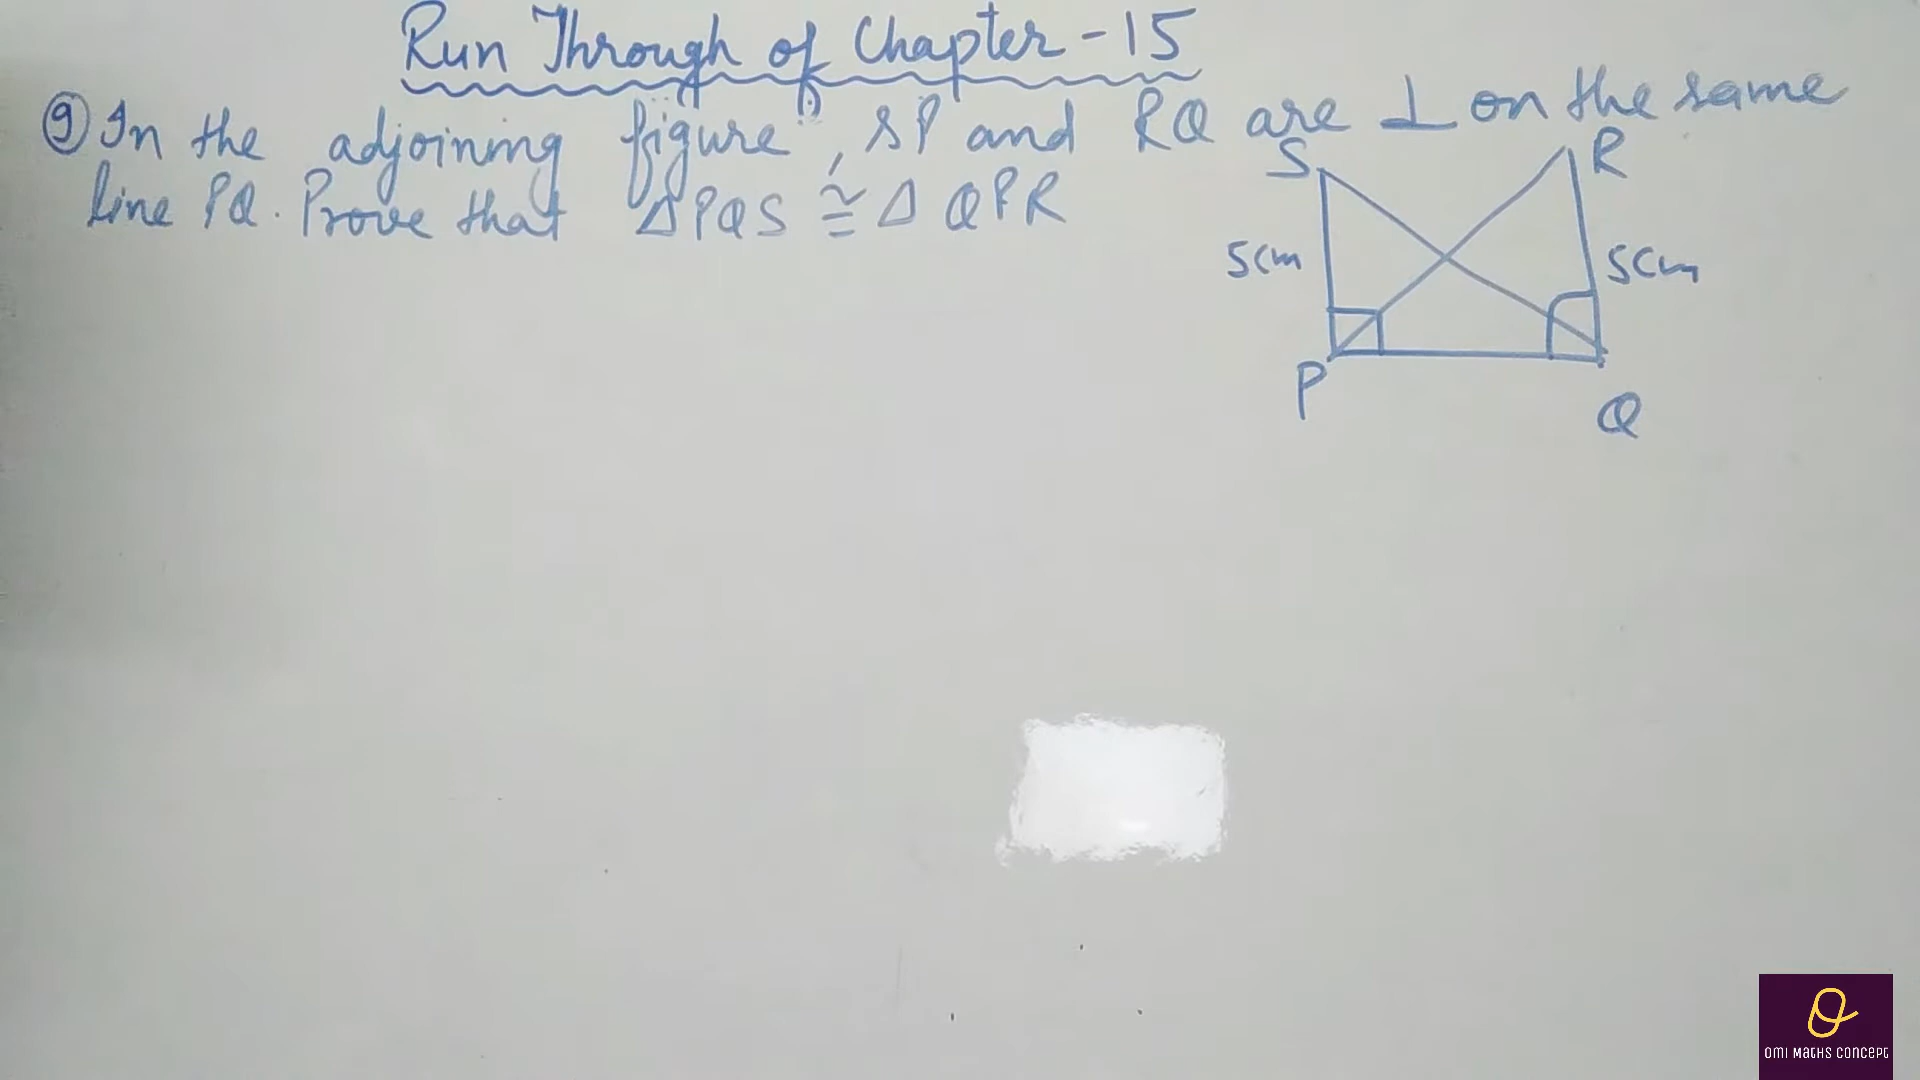 Run Through of Chapter - 15
9) In the adjoining figure, SP and RQ are ⊥ on the same
line PQ. Prove that △PQS ≅ △ QPR
S
R
5cm
5cm
P
Q
OMI MATHS CONCEPT